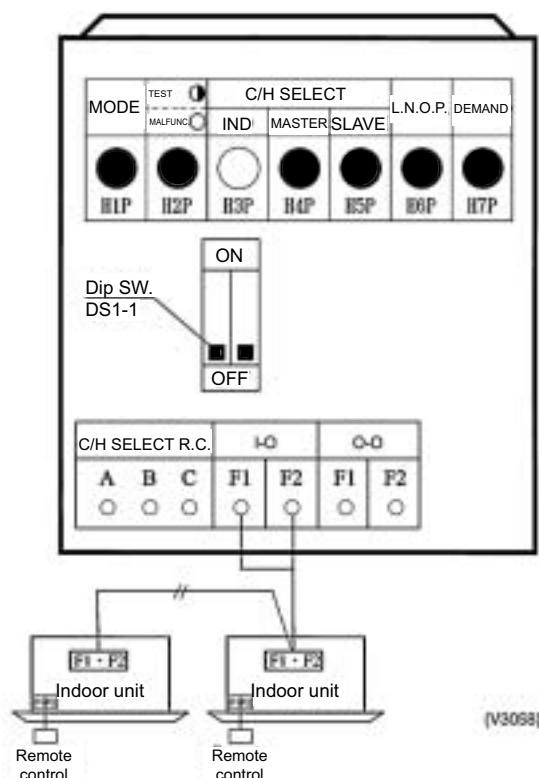 MODE TEST C/H SELECT L.N.O.P. DEMAND
MALFUNC. IND MASTER SLAVE
H1P H2P H3P H4P H5P H6P H7P
ON
Dip SW.
DS1-1
OFF
C/H SELECT R.C. I-O O-O
A B C F1 F2 F1 F2
F1 · F2 F1 · F2
Indoor unit Indoor unit
Remote control
Remote control
(V3058)